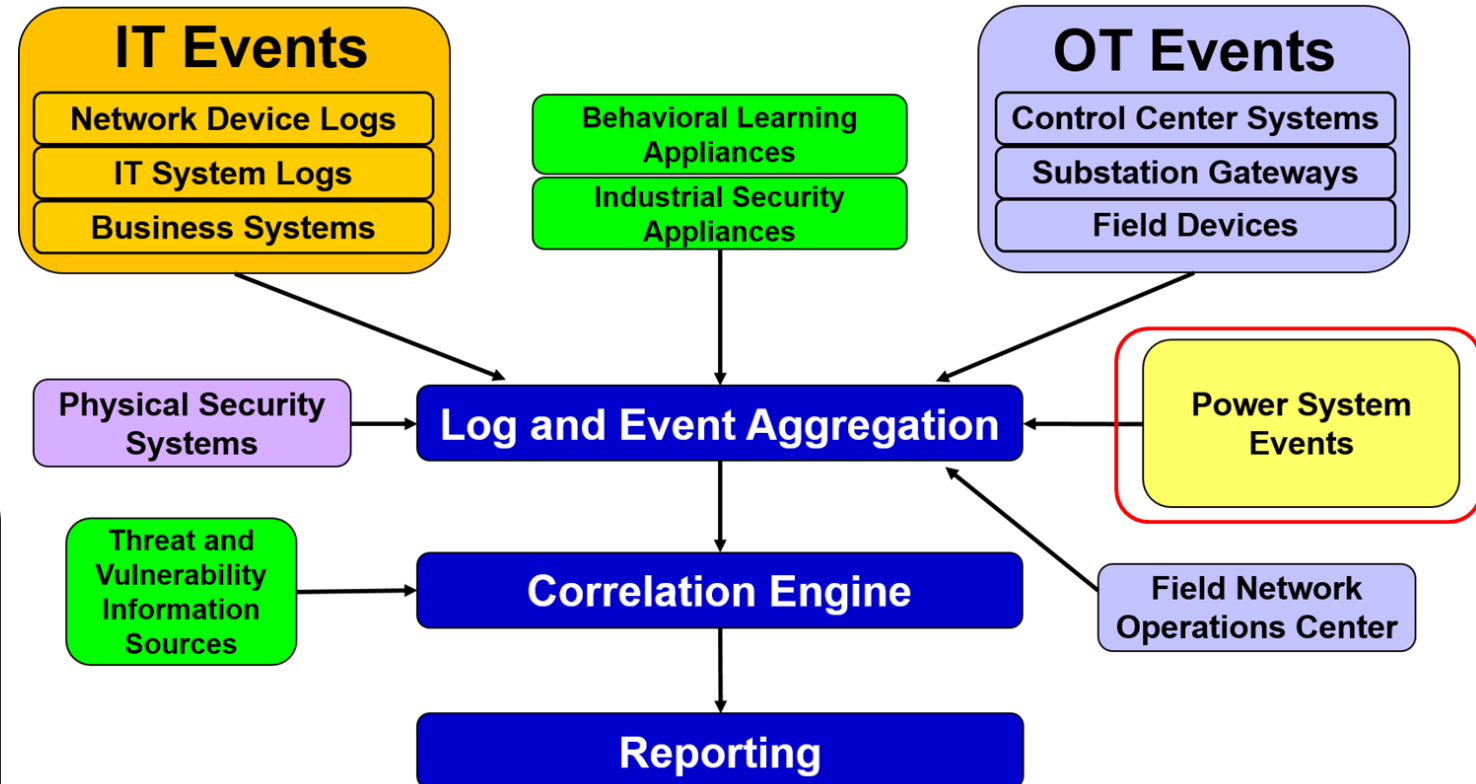 IT Events
Network Device Logs
IT System Logs
Business Systems
Behavioral Learning
Appliances
Industrial Security
Appliances
OT Events
Control Center Systems
Substation Gateways
Field Devices
Physical Security
Systems
Log and Event Aggregation
Power System
Events
Threat and
Vulnerability
Information
Sources
Correlation Engine
Field Network
Operations Center
Reporting